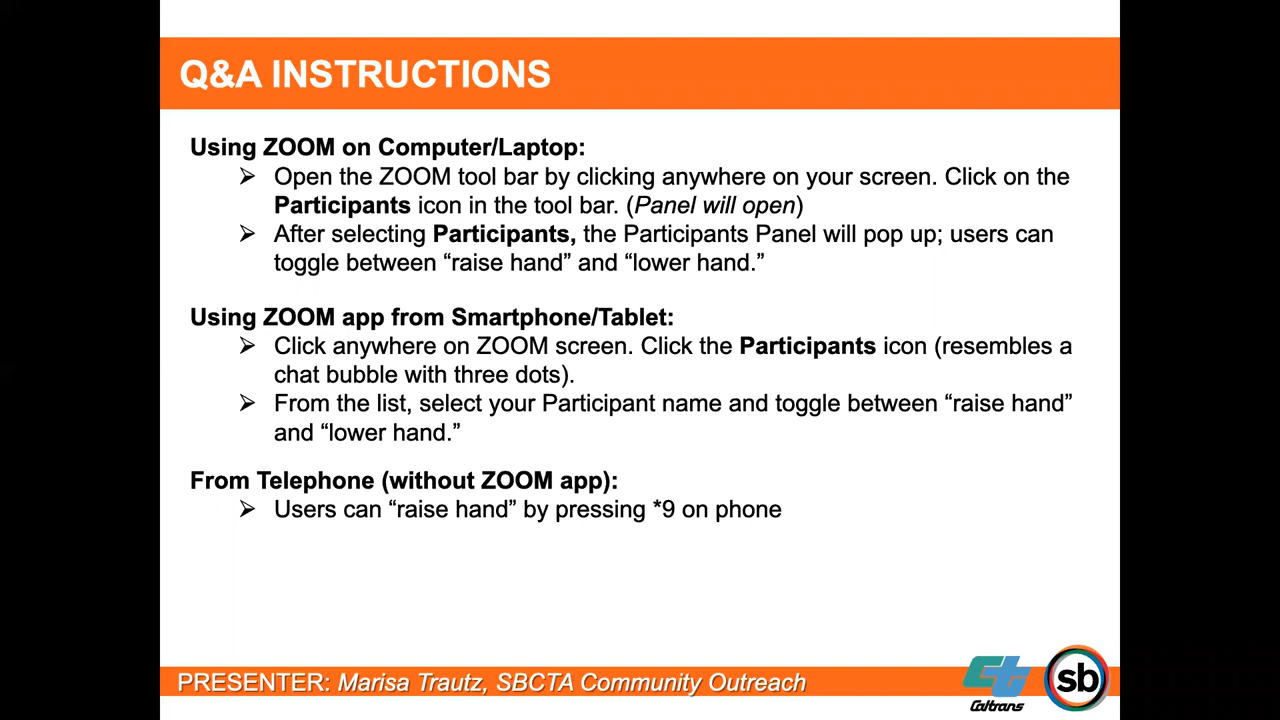 Q&A INSTRUCTIONS
Using ZOOM on Computer/Laptop:
➢ Open the ZOOM tool bar by clicking anywhere on your screen. Click on the
Participants icon in the tool bar. (Panel will open)
➢ After selecting Participants, the Participants Panel will pop up; users can
toggle between “raise hand” and “lower hand.”
Using ZOOM app from Smartphone/Tablet:
➢ Click anywhere on ZOOM screen. Click the Participants icon (resembles a
chat bubble with three dots).
➢ From the list, select your Participant name and toggle between “raise hand”
and “lower hand.”
From Telephone (without ZOOM app):
➢ Users can “raise hand” by pressing *9 on phone
PRESENTER: Marisa Trautz, SBCTA Community Outreach
CT
Caltrans
sb